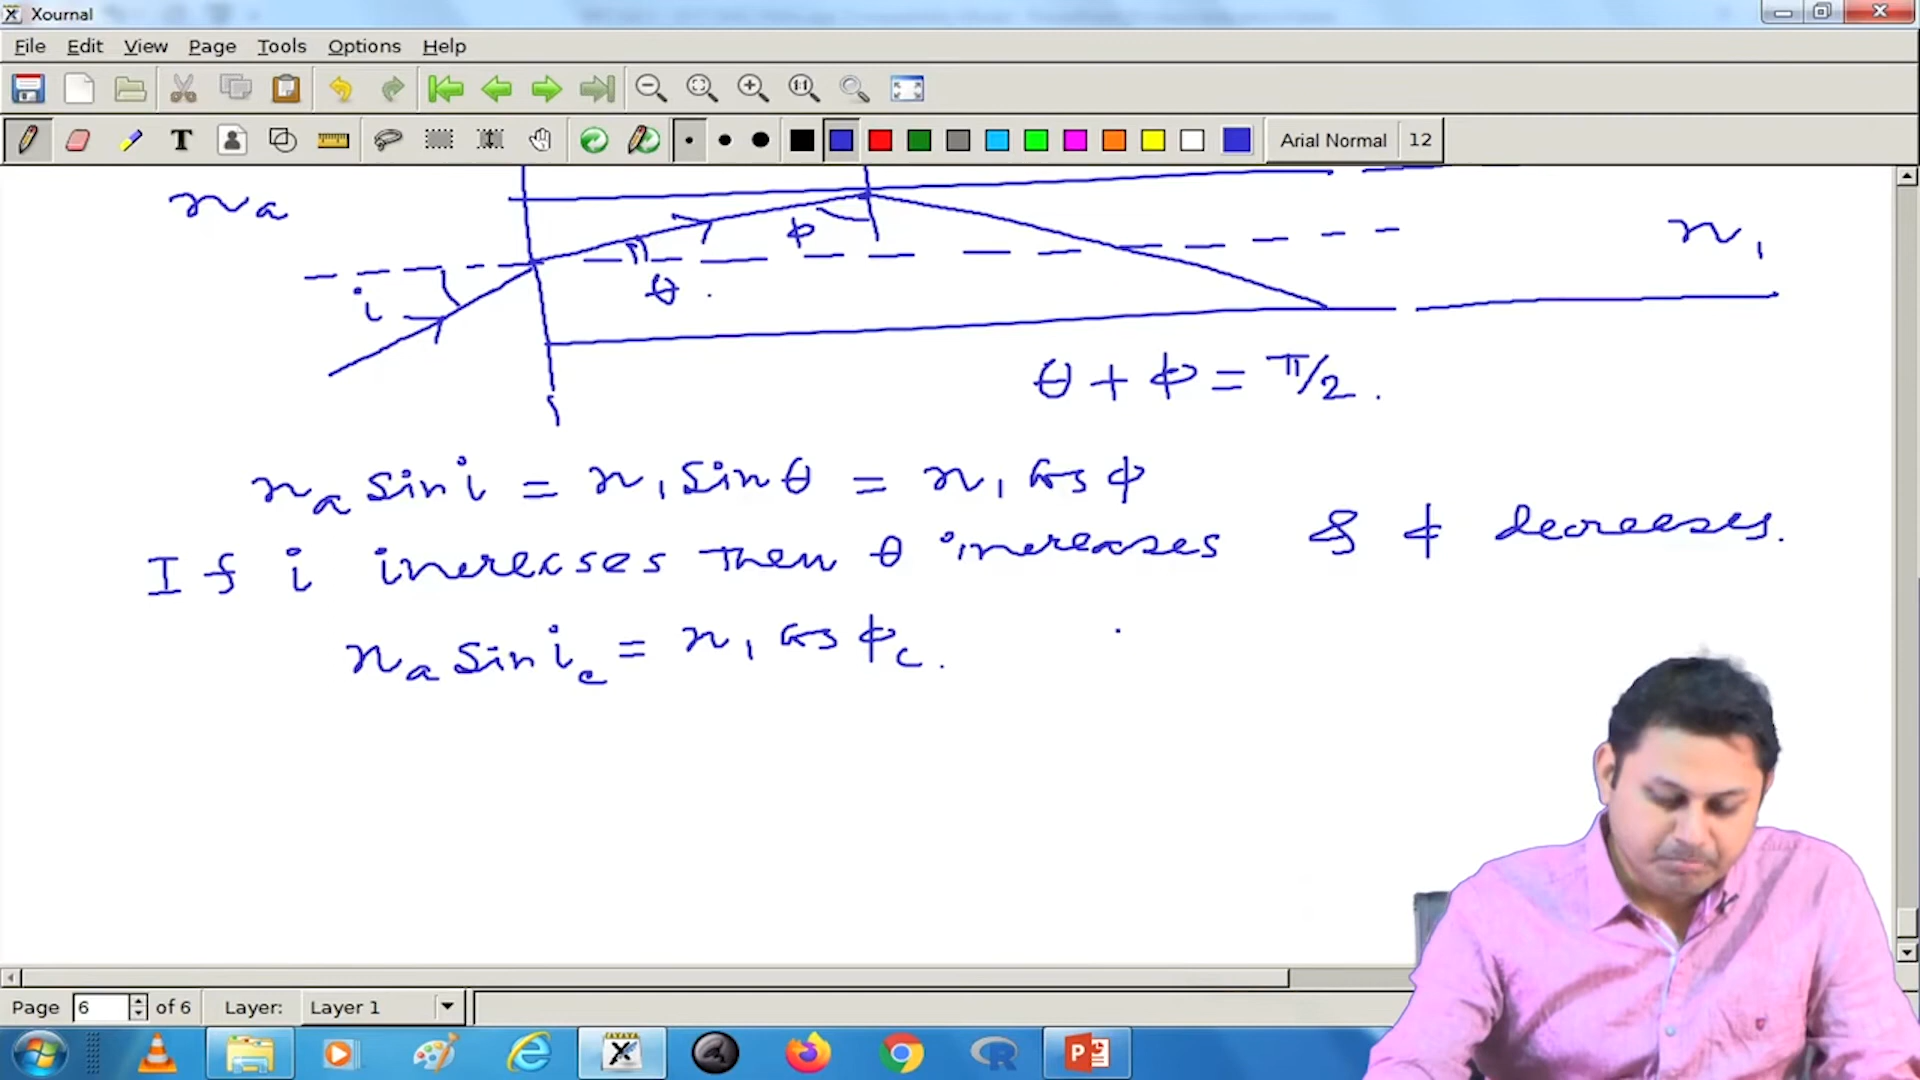 Xournal
File Edit View Page Tools Options Help
Arial Normal 12
n_a
n_1
i
θ
ϕ
θ + ϕ = π/2.
n_a sin i = n_1 sin θ = n_1 cos ϕ
If i increases then θ increases & ϕ decreeses.
n_a sin i_c = n_1 cos ϕ_c.
Page 6 of 6 Layer: Layer 1